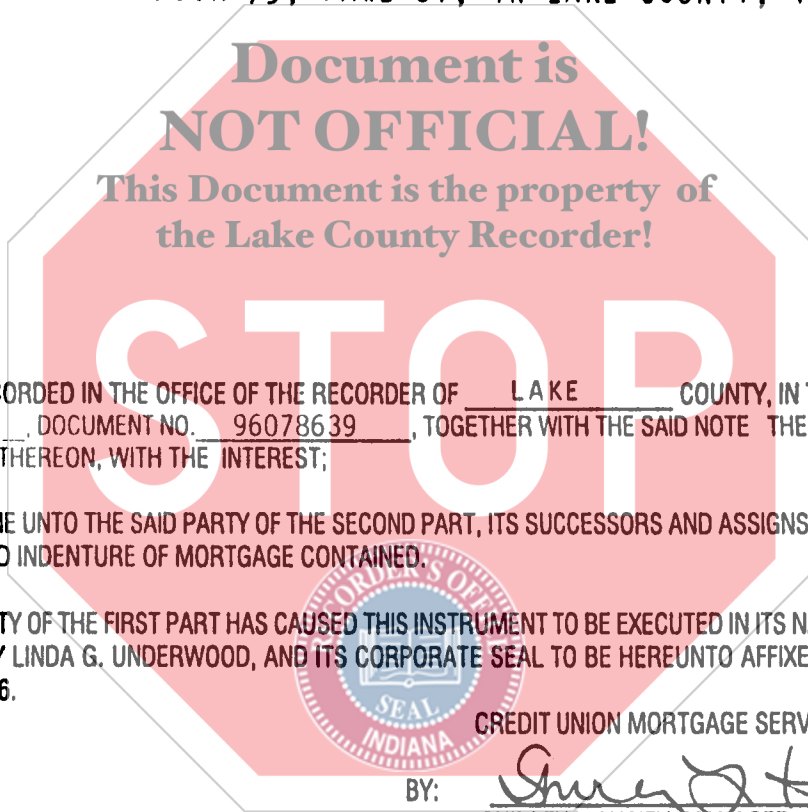 IN LAKE COUNTY,
Document is
NOT OFFICIAL!
This Document is the property of
the Lake County Recorder!
STOP
ORDED IN THE OFFICE OF THE RECORDER OF LAKE COUNTY, IN
, DOCUMENT NO. 96078639, TOGETHER WITH THE SAID NOTE THE
THEREON, WITH THE INTEREST;
E UNTO THE SAID PARTY OF THE SECOND PART, ITS SUCCESSORS AND ASSIGNS
INDENTURE OF MORTGAGE CONTAINED.
TY OF THE FIRST PART HAS CAUSED THIS INSTRUMENT TO BE EXECUTED IN ITS N
LINDA G. UNDERWOOD, AND ITS CORPORATE SEAL TO BE HEREUNTO AFFIXE
6.
RECORDER'S OFFICE
SEAL
INDIANA
CREDIT UNION MORTGAGE SERV
BY: